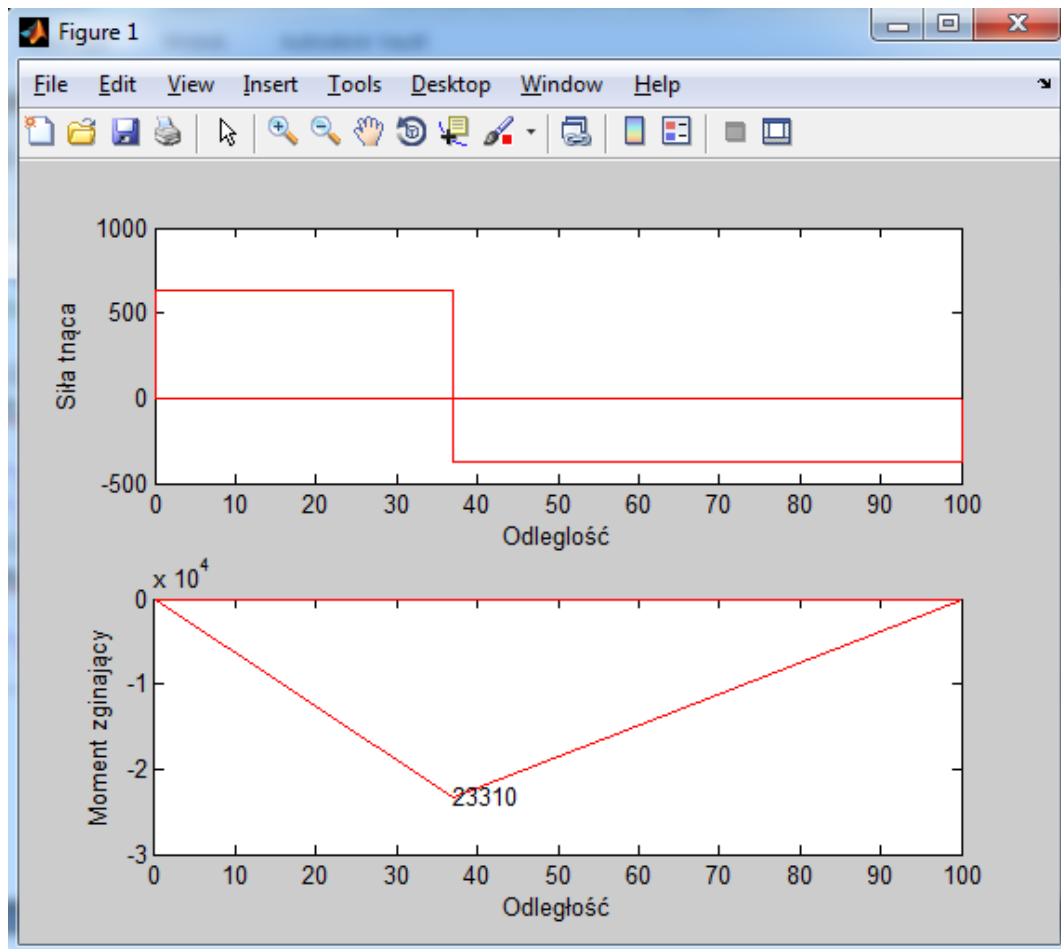 Figure 1
File Edit View Insert Tools Desktop Window Help
1000
500
0
-500
Siła tnąca
0 10 20 30 40 50 60 70 80 90 100
Odleglość
x 10^4
0
-1
-2
-3
Moment zginający
23310
0 10 20 30 40 50 60 70 80 90 100
Odległość